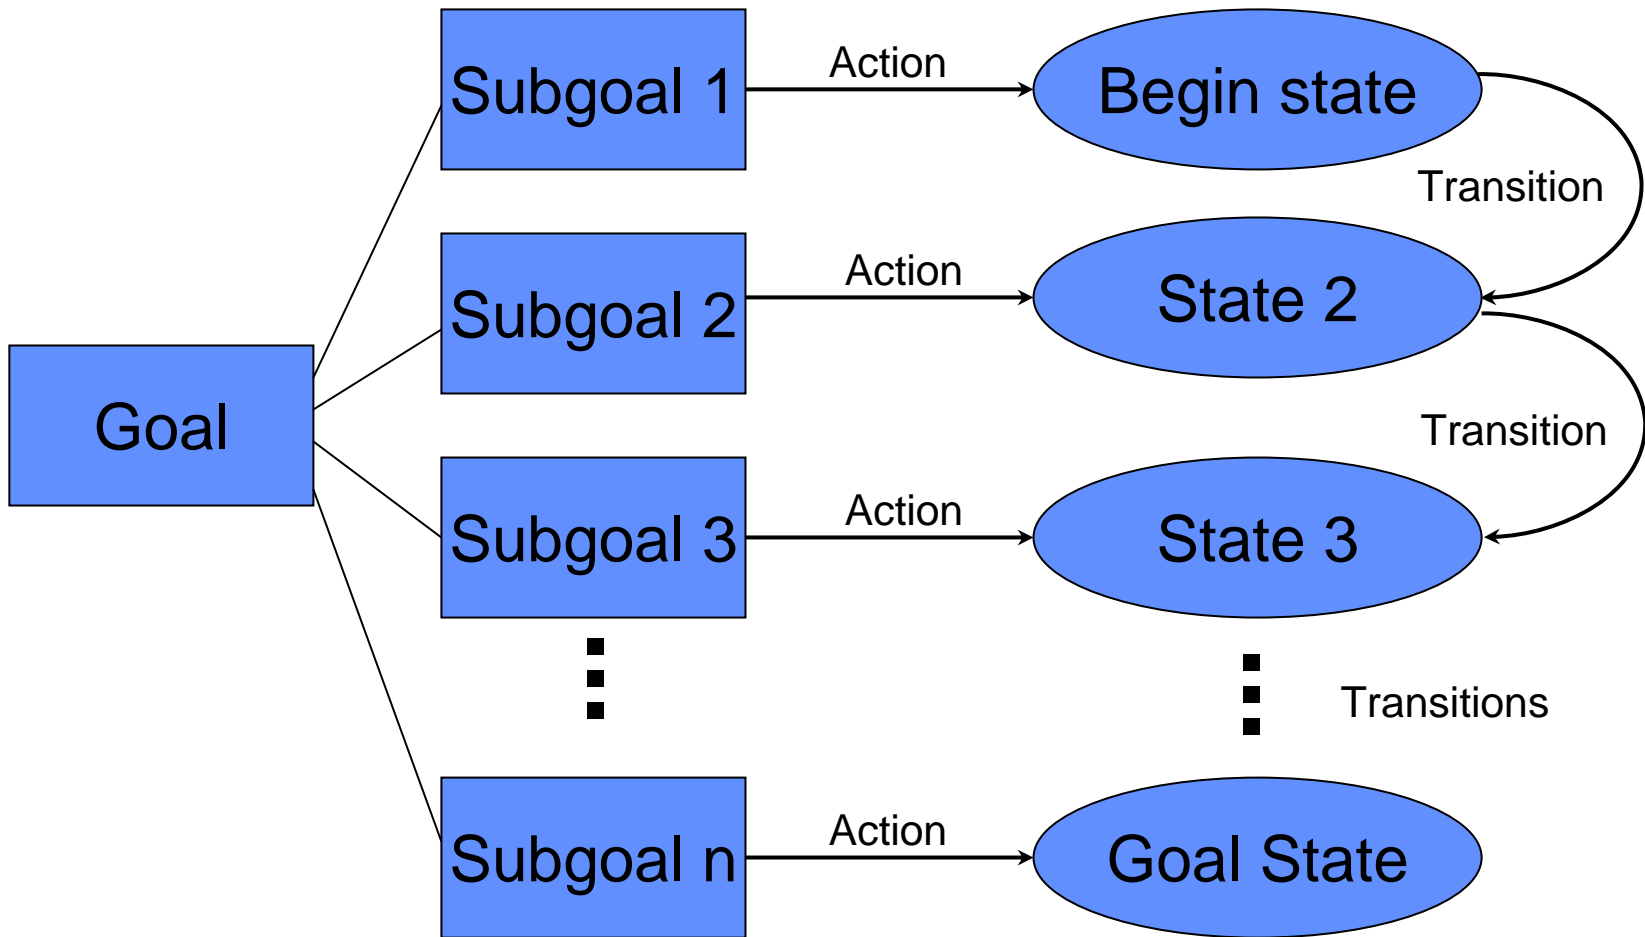 Subgoal 1
Action
Begin state
Transition
Subgoal 2
Action
State 2
Goal
Transition
Subgoal 3
Action
State 3
Transitions
Subgoal n
Action
Goal State